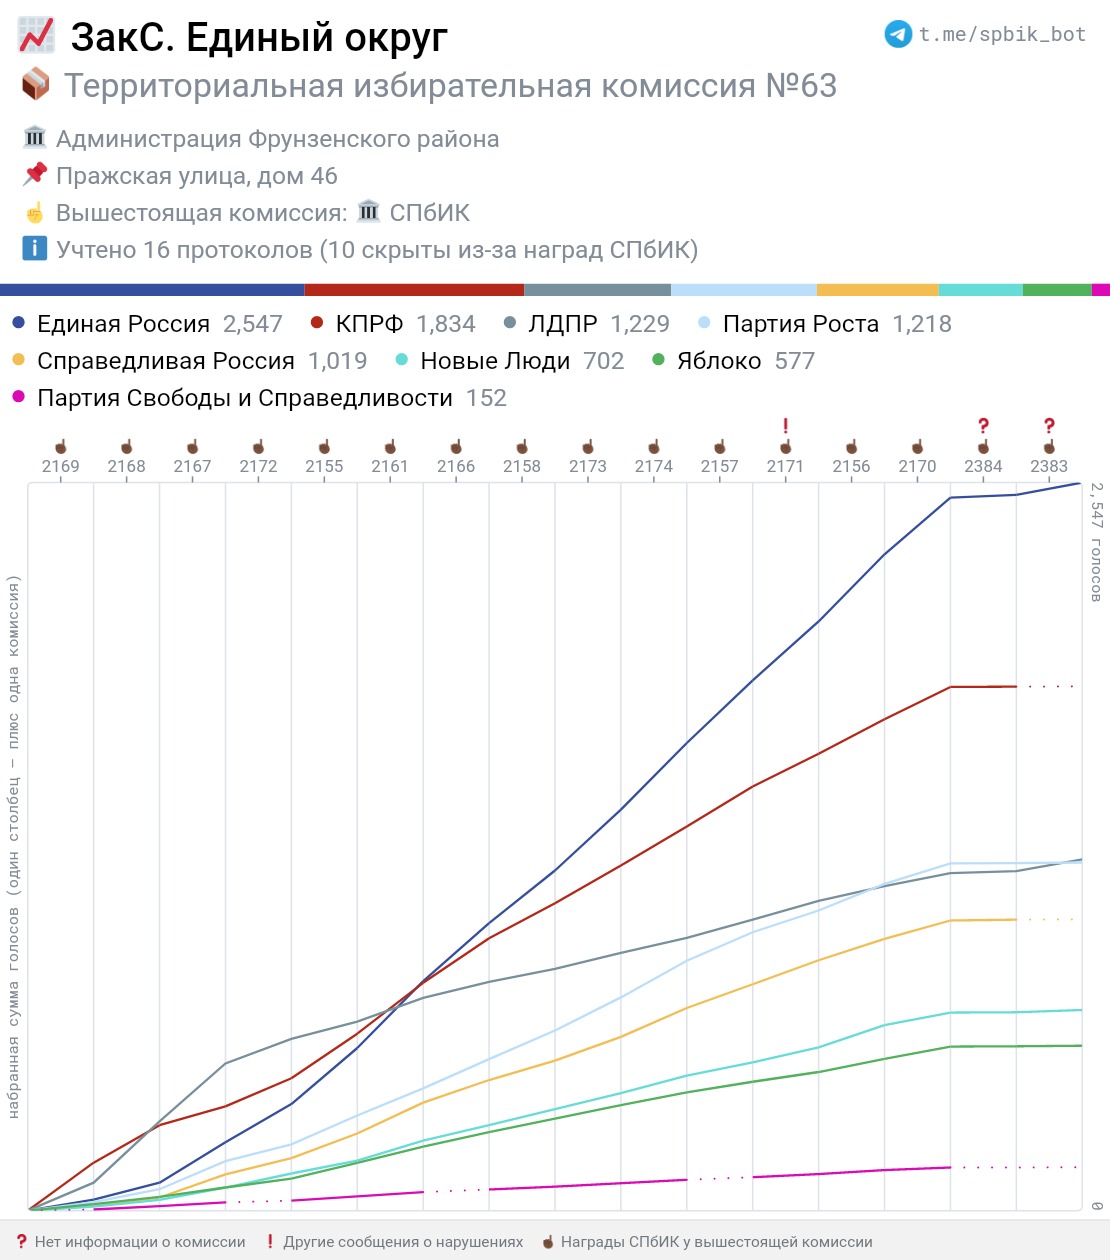 ЗакС. Единый округ
t.me/spbik_bot
Территориальная избирательная комиссия №63
Администрация Фрунзенского района
Пражская улица, дом 46
Вышестоящая комиссия: СПбИК
Учтено 16 протоколов (10 скрыты из-за наград СПбИК)
Единая Россия 2,547 КПРФ 1,834 ЛДПР 1,229 Партия Роста 1,218
Справедливая Россия 1,019 Новые Люди 702 Яблоко 577
Партия Свободы и Справедливости 152
2169 2168 2167 2172 2155 2161 2166 2158 2173 2174 2157 2171 2156 2170 2384 2383
2,547 голосов
набранная сумма голосов (один столбец — плюс одна комиссия)
0
Нет информации о комиссии Другие сообщения о нарушениях Награды СПбИК у вышестоящей комиссии